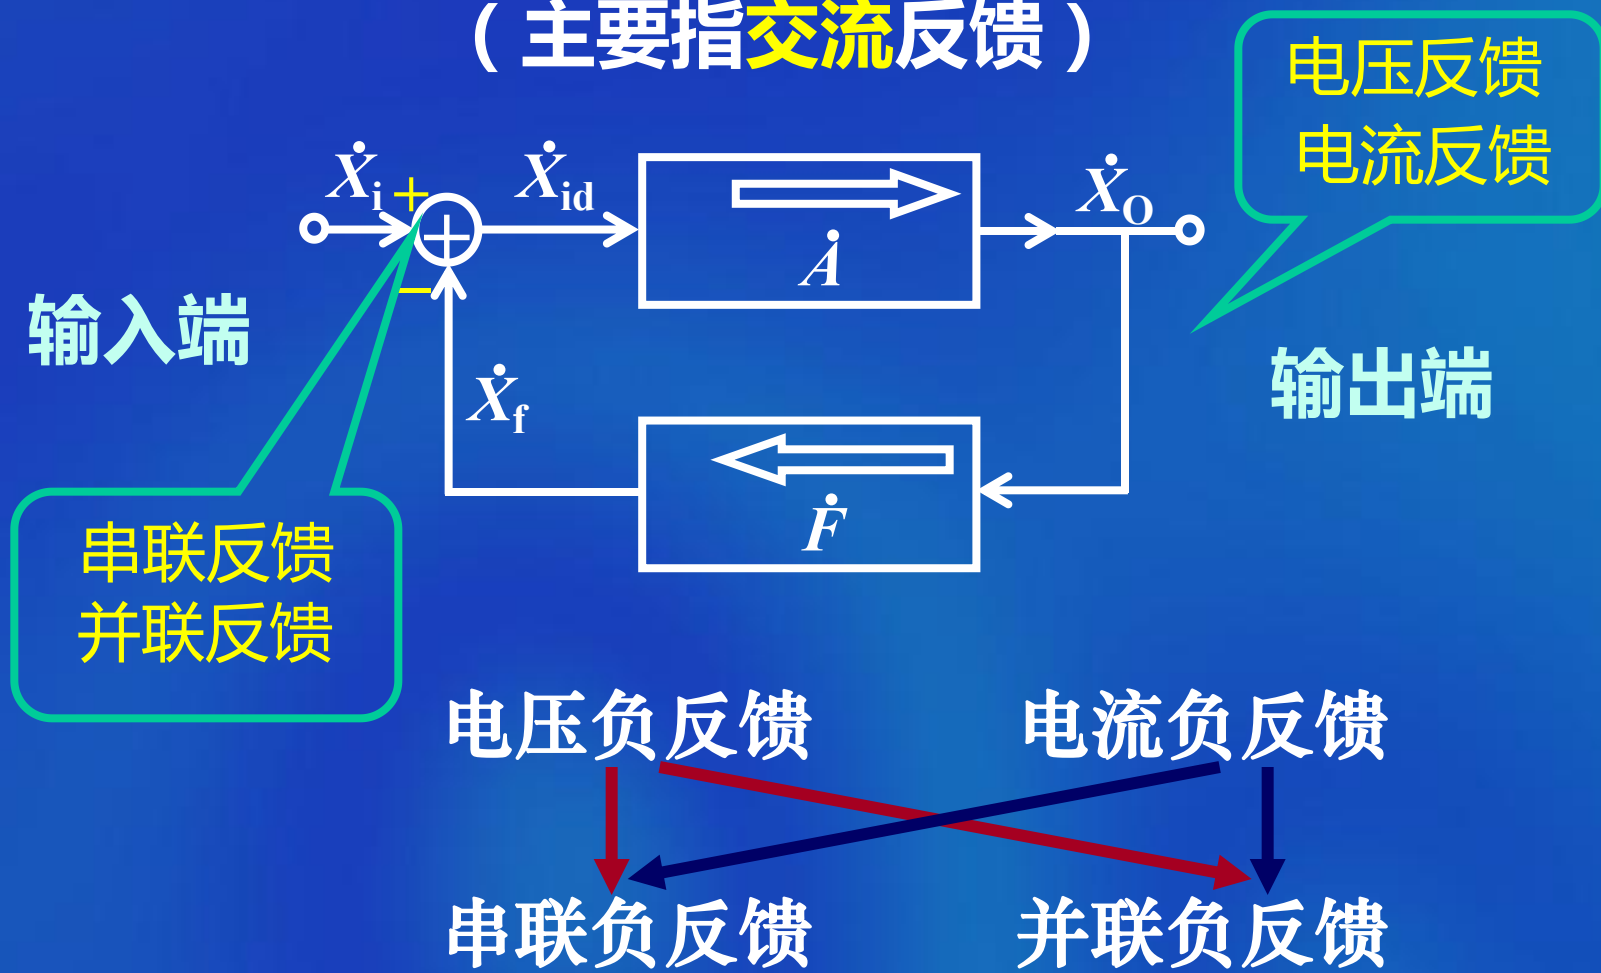 （主要指交流反馈）
电压反馈
电流反馈
Ẋi + Ẋid ẊO
Ȧ
−
输入端
输出端
Ẋf
Ḟ
串联反馈
并联反馈
电压负反馈 电流负反馈
串联负反馈 并联负反馈